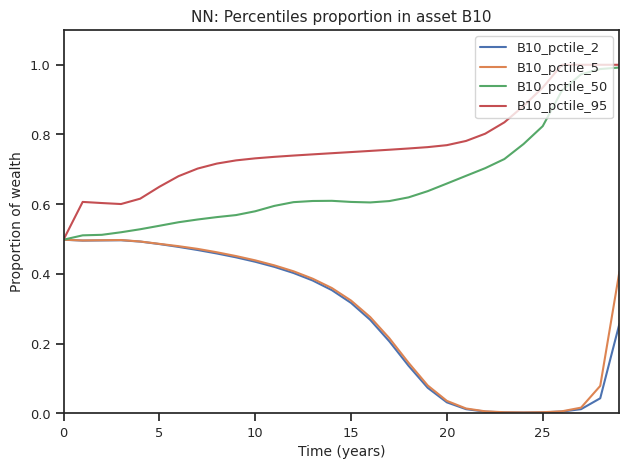 NN: Percentiles proportion in asset B10
B10_pctile_2
B10_pctile_5
B10_pctile_50
B10_pctile_95
Proportion of wealth
1.0
0.8
0.6
0.4
0.2
0.0
0 5 10 15 20 25
Time (years)